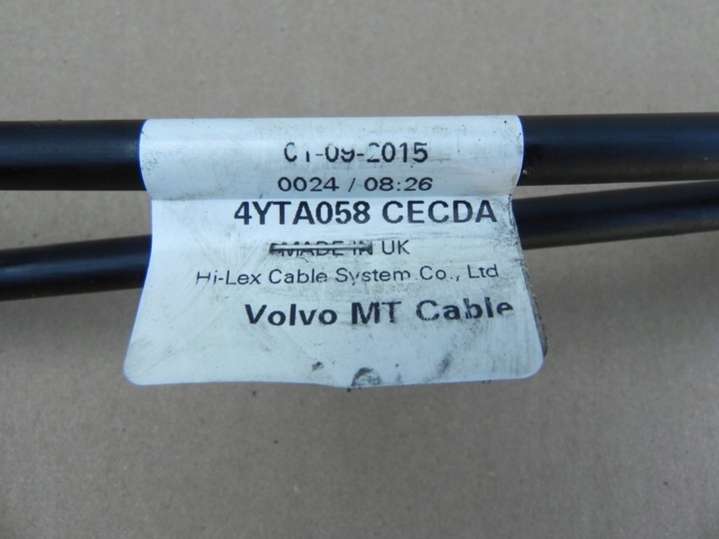 01-09-2015
0024 / 08:26
4YTA058 CECDA
MADE IN UK
Hi-Lex Cable System Co., Ltd
Volvo MT Cable